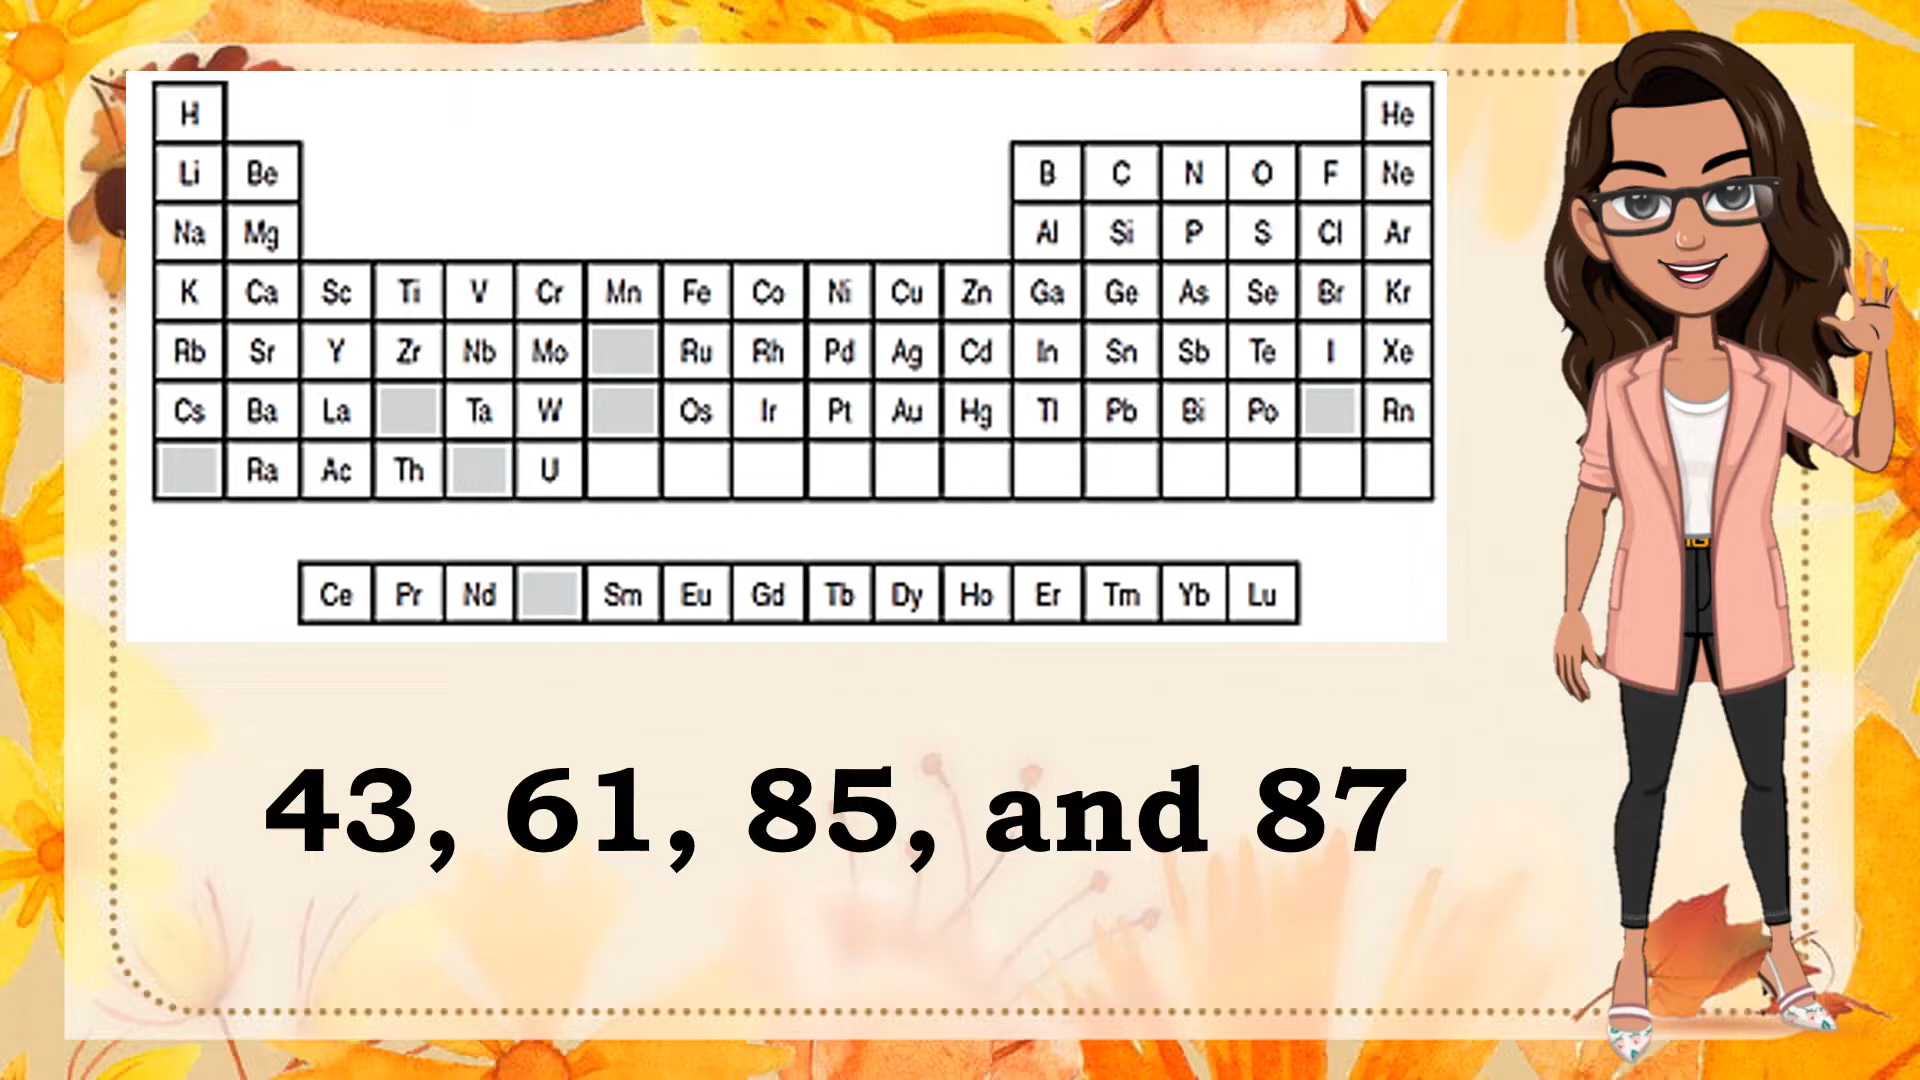 H He
Li Be B C N O F Ne
Na Mg Al Si P S Cl Ar
K Ca Sc Ti V Cr Mn Fe Co Ni Cu Zn Ga Ge As Se Br Kr
Rb Sr Y Zr Nb Mo Ru Rh Pd Ag Cd In Sn Sb Te I Xe
Cs Ba La Ta W Os Ir Pt Au Hg Tl Pb Bi Po Rn
Ra Ac Th U
Ce Pr Nd Sm Eu Gd Tb Dy Ho Er Tm Yb Lu
43, 61, 85, and 87